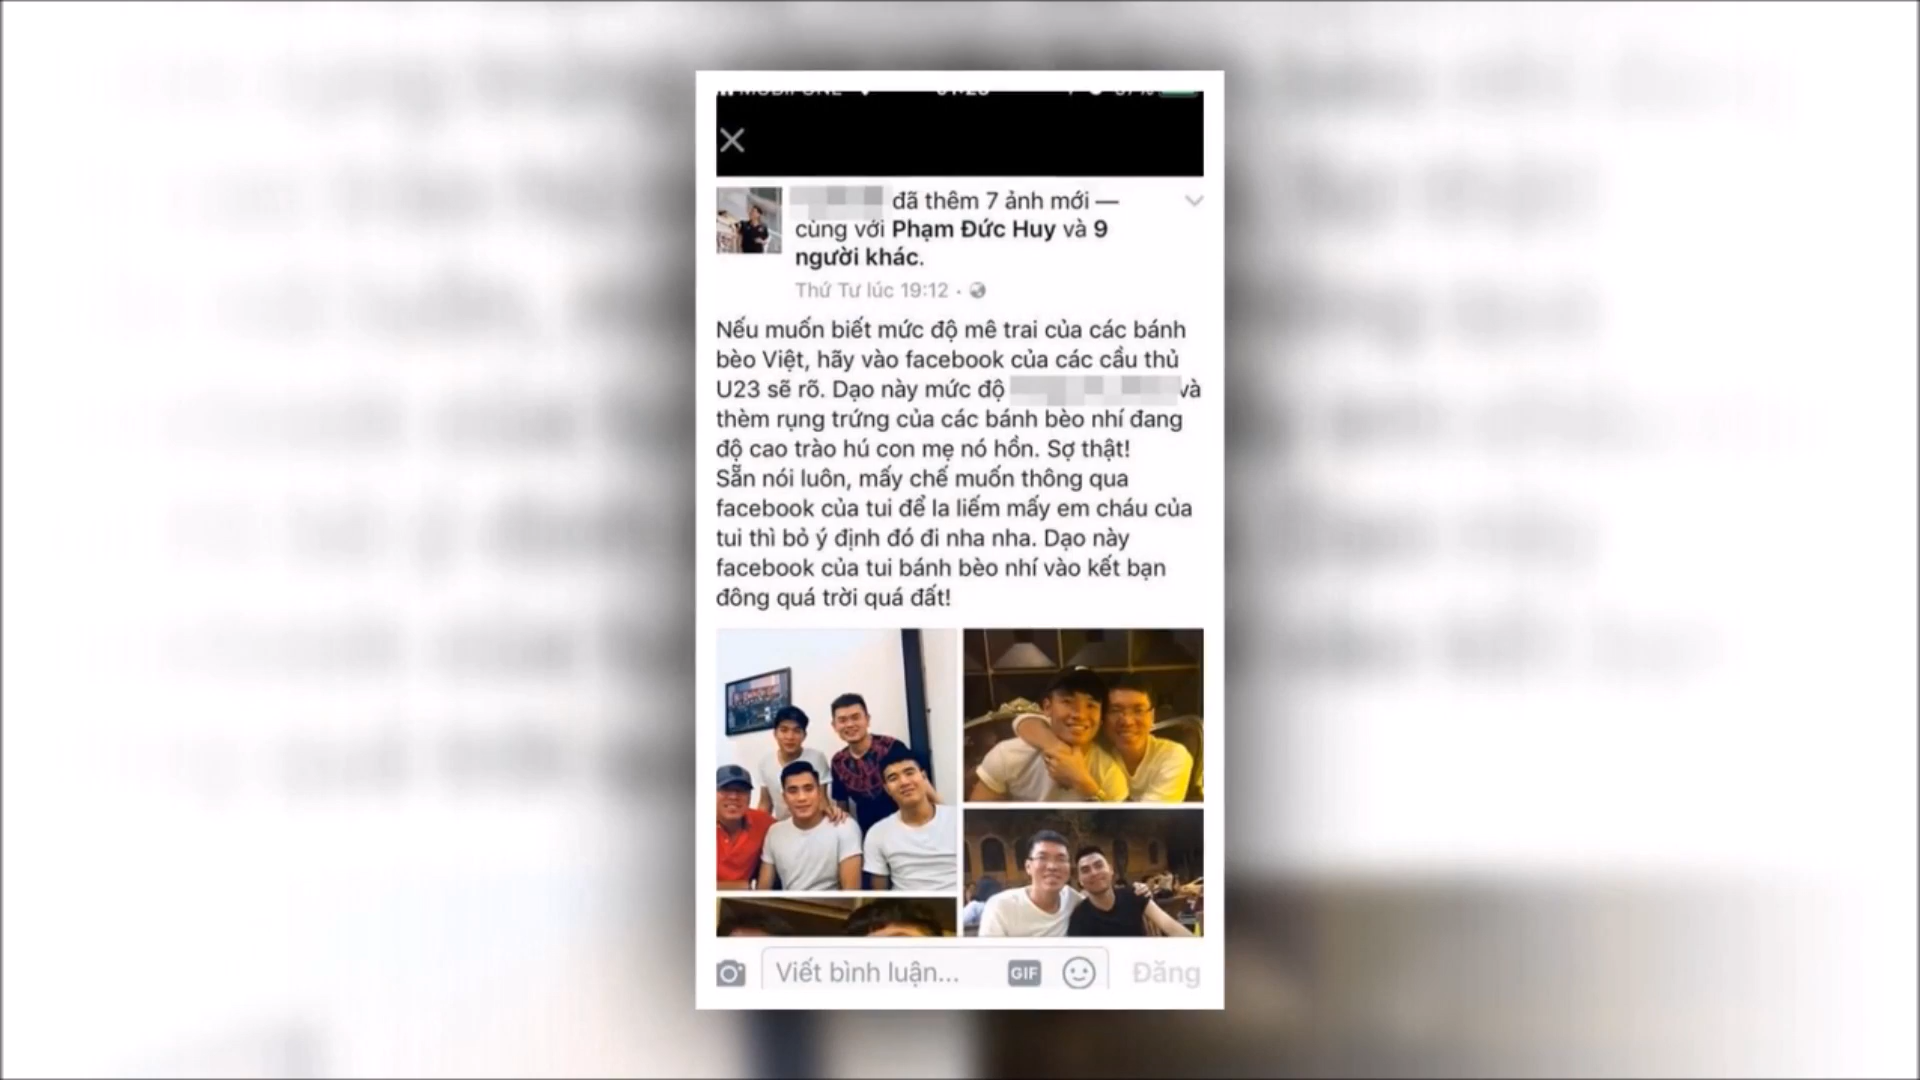 đã thêm 7 ảnh mới —
cùng với Phạm Đức Huy và 9
người khác.
Thứ Tư lúc 19:12 ·
Nếu muốn biết mức độ mê trai của các bánh
bèo Việt, hãy vào facebook của các cầu thủ
U23 sẽ rõ. Dạo này mức độ và
thèm rụng trứng của các bánh bèo nhí đang
độ cao trào hú con mẹ nó hồn. Sợ thật!
Sẵn nói luôn, mấy chế muốn thông qua
facebook của tui để la liếm mấy em cháu của
tui thì bỏ ý định đó đi nha nha. Dạo này
facebook của tui bánh bèo nhí vào kết bạn
đông quá trời quá đất!
Viết bình luận... GIF Đăng